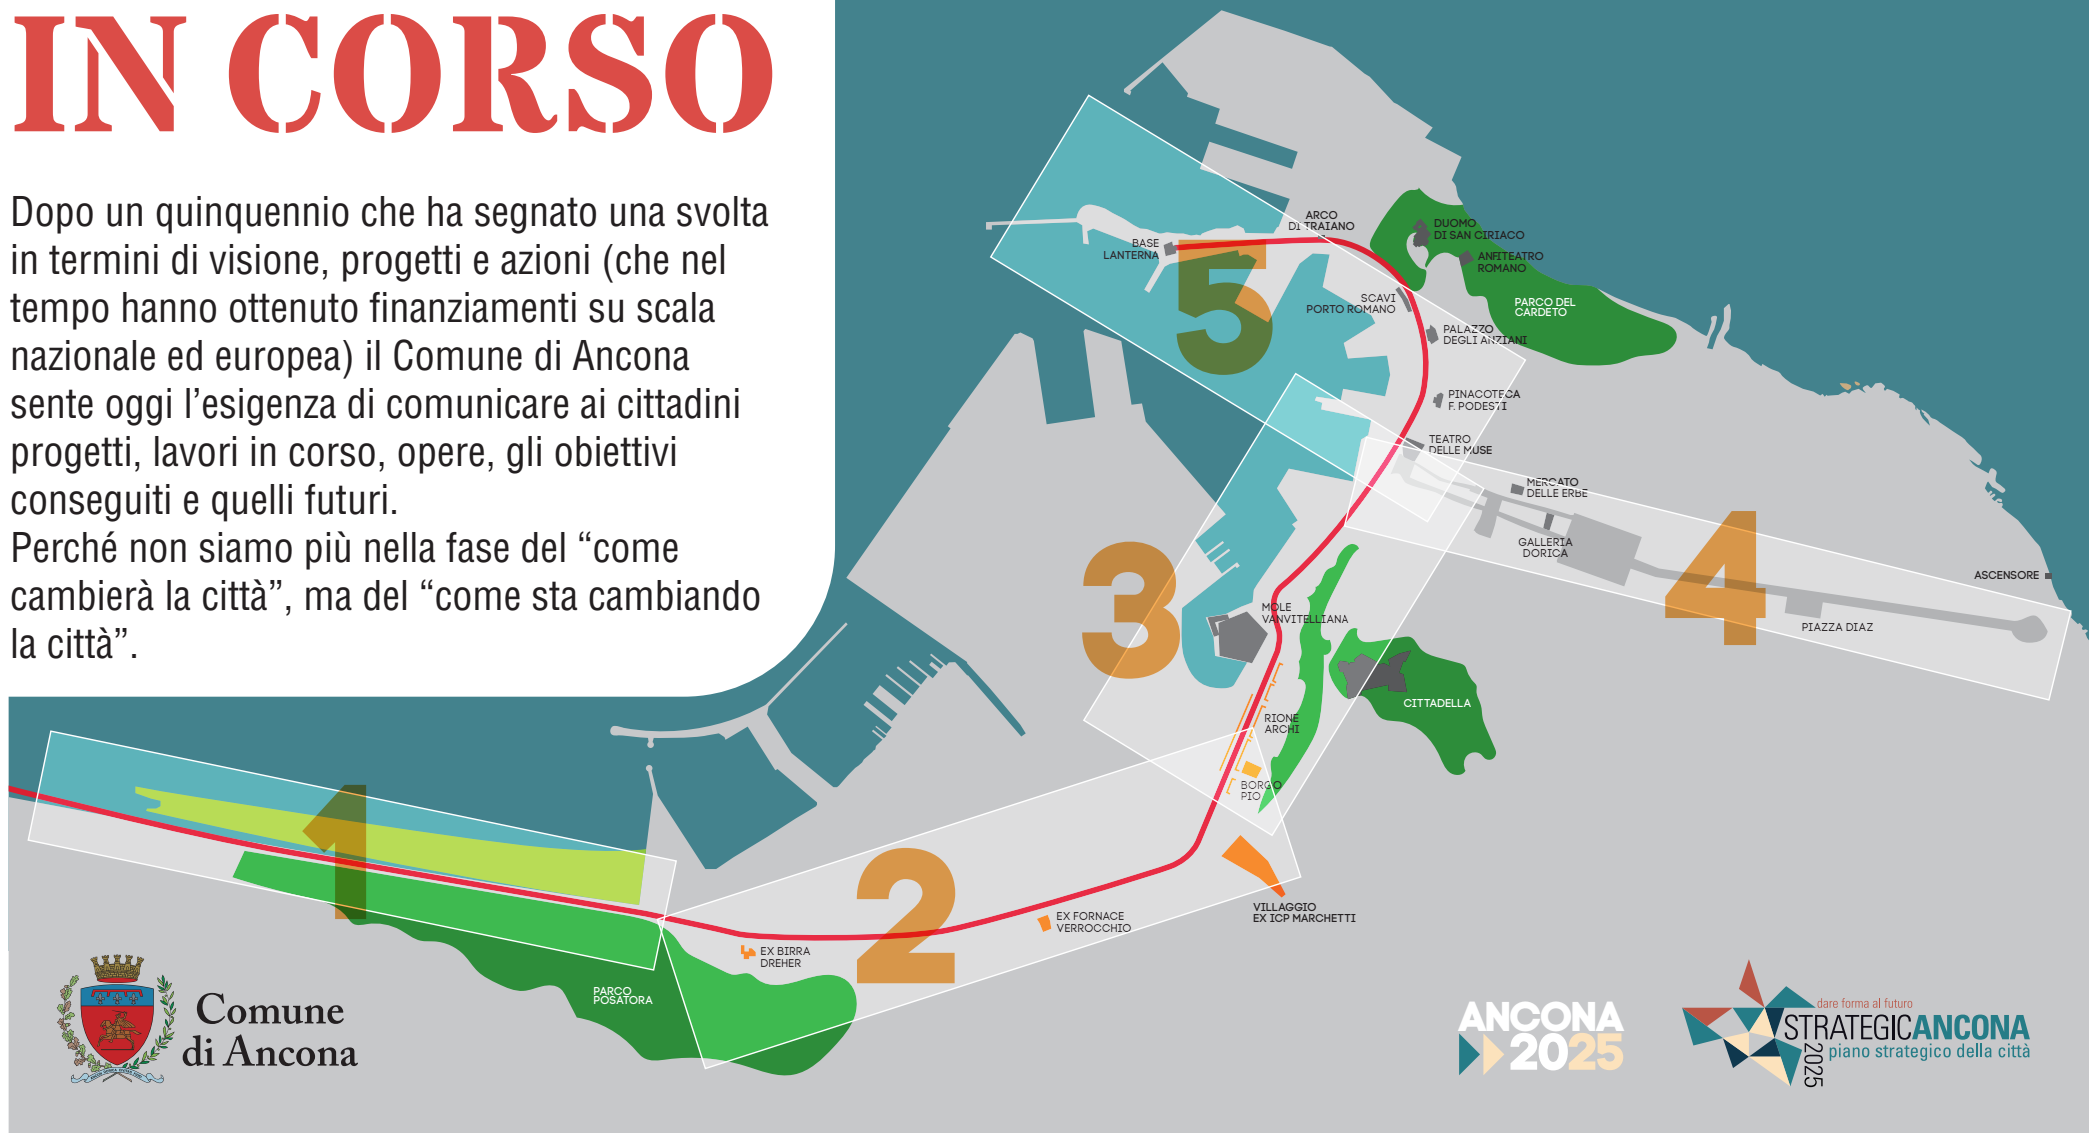 IN CORSO
Dopo un quinquennio che ha segnato una svolta
in termini di visione, progetti e azioni (che nel
tempo hanno ottenuto finanziamenti su scala
nazionale ed europea) il Comune di Ancona
sente oggi l’esigenza di comunicare ai cittadini
progetti, lavori in corso, opere, gli obiettivi
conseguiti e quelli futuri.
Perché non siamo più nella fase del “come
cambierà la città”, ma del “come sta cambiando
la città”.
ARCO
DI TRAIANO
BASE
LANTERNA
DUOMO
DI SAN CIRIACO
ANFITEATRO
ROMANO
PARCO DEL
CARDETO
SCAVI
PORTO ROMANO
PALAZZO
DEGLI ANZIANI
5
PINACOTECA
F. PODESTI
TEATRO
DELLE MUSE
MERCATO
DELLE ERBE
GALLERIA
DORICA
4
ASCENSORE
PIAZZA DIAZ
3
MOLE
VANVITELLIANA
CITTADELLA
RIONE
ARCHI
BORGO
PIO
1
2
VILLAGGIO
EX ICP MARCHETTI
EX FORNACE
VERROCCHIO
EX BIRRA
DREHER
PARCO
POSATORA
Comune
di Ancona
ANCONA
2025
dare forma al futuro
STRATEGICANCONA
piano strategico della città
2025